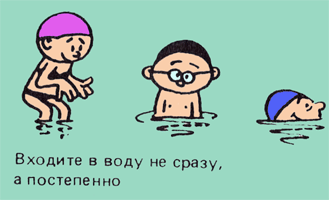 Входите в воду не сразу,
а постепенно